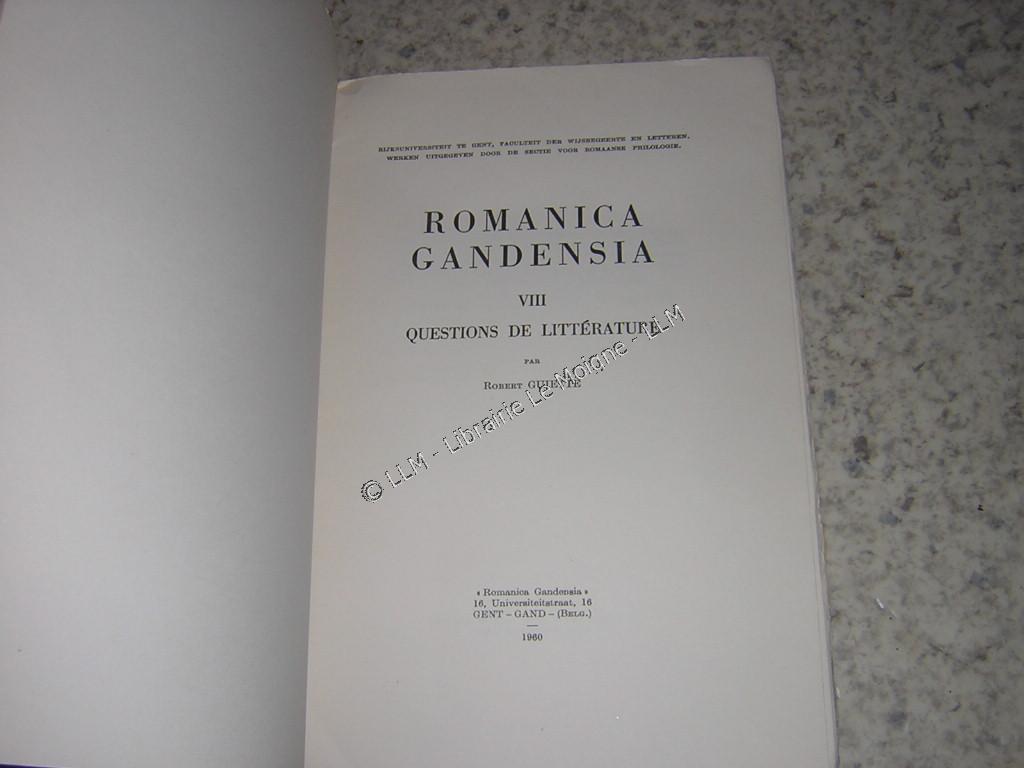 RIJKSUNIVERSITEIT TE GENT, FACULTEIT DER WIJSBEGEERTE EN LETTEREN.
WERKEN UITGEGEVEN DOOR DE SECTIE VOOR ROMAANSE PHILOLOGIE.
ROMANICA
GANDENSIA
VIII
QUESTIONS DE LITTÉRATURE
PAR
ROBERT GUIETTE
© LLM - Librairie Le Moigne - LLM
« Romanica Gandensia »
16, Universiteitstraat, 16
GENT – GAND – (BELG.)
1960